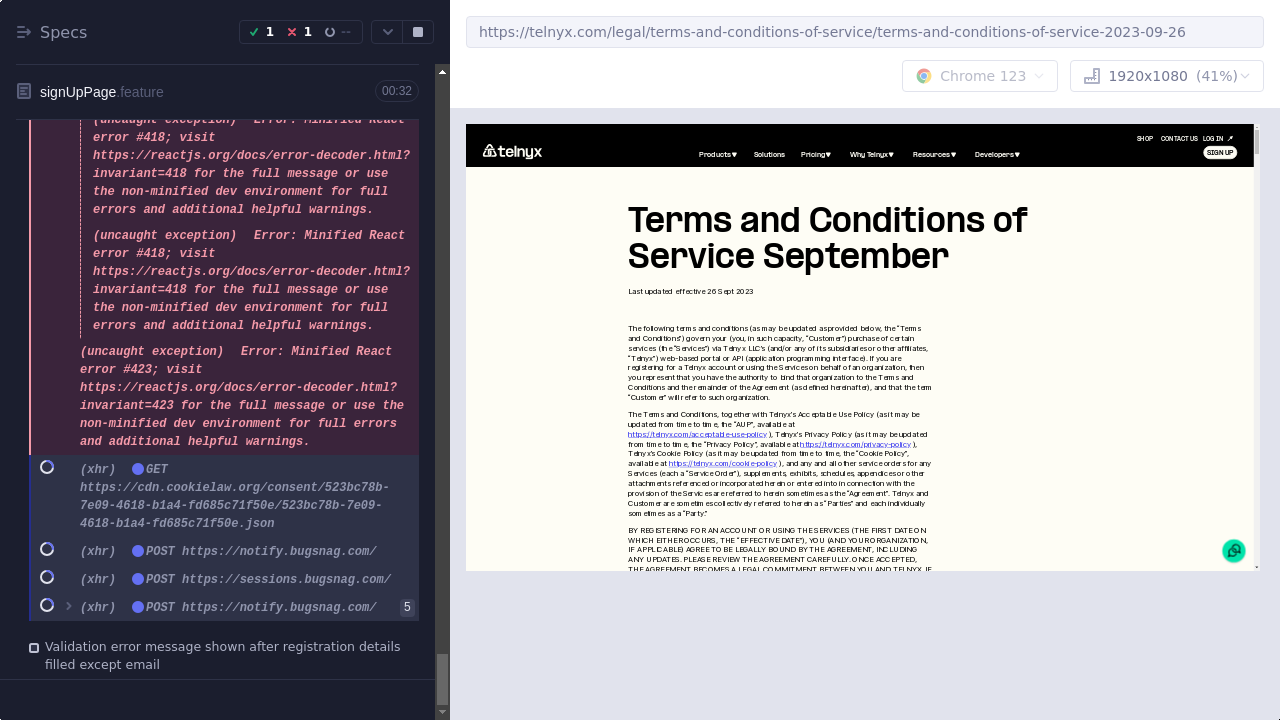 Specs
1
1
--
https://telnyx.com/legal/terms-and-conditions-of-service/terms-and-conditions-of-service-2023-09-26
Chrome 123
1920x1080 (41%)
signUpPage.feature
00:32
(uncaught exception) Error: Minified React
error #418; visit
https://reactjs.org/docs/error-decoder.html?
invariant=418 for the full message or use
the non-minified dev environment for full
errors and additional helpful warnings.
(uncaught exception) Error: Minified React
error #418; visit
https://reactjs.org/docs/error-decoder.html?
invariant=418 for the full message or use
the non-minified dev environment for full
errors and additional helpful warnings.
(uncaught exception) Error: Minified React
error #423; visit
https://reactjs.org/docs/error-decoder.html?
invariant=423 for the full message or use the
non-minified dev environment for full errors
and additional helpful warnings.
(xhr) GET
https://cdn.cookielaw.org/consent/523bc78b-
7e09-4618-b1a4-fd685c71f50e/523bc78b-7e09-
4618-b1a4-fd685c71f50e.json
(xhr) POST https://notify.bugsnag.com/
(xhr) POST https://sessions.bugsnag.com/
(xhr) POST https://notify.bugsnag.com/ 5
Validation error message shown after registration details
filled except email
SHOP CONTACT US LOG IN
telnyx
Products Solutions Pricing Why Telnyx Resources Developers
SIGN UP
Terms and Conditions of
Service September
Last updated effective 26 Sept 2023
The following terms and conditions (as may be updated as provided below, the “Terms
and Conditions”) govern your (you, in such capacity, “Customer”) purchase of certain
services (the “Services”) via Telnyx LLC’s (and/or any of its subsidiaries or other affiliates,
“Telnyx”) web-based portal or API (application programming interface). If you are
registering for a Telnyx account or using the Services on behalf of an organization, then
you represent that you have the authority to bind that organization to the Terms and
Conditions and the remainder of the Agreement (as defined hereinafter), and that the term
“Customer” will refer to such organization.
The Terms and Conditions, together with Telnyx’s Acceptable Use Policy (as it may be
updated from time to time, the “AUP”, available at
https://telnyx.com/acceptable-use-policy ), Telnyx’s Privacy Policy (as it may be updated
from time to time, the “Privacy Policy”, available at https://telnyx.com/privacy-policy ),
Telnyx’s Cookie Policy (as it may be updated from time to time, the “Cookie Policy”,
available at https://telnyx.com/cookie-policy ), and any and all other service orders for any
Services (each a “Service Order”), supplements, exhibits, schedules, appendices or other
attachments referenced or incorporated herein or entered into in connection with the
provision of the Services are referred to herein sometimes as the “Agreement”. Telnyx and
Customer are sometimes collectively referred to herein as “Parties” and each individually
sometimes as a “Party.”
BY REGISTERING FOR AN ACCOUNT OR USING THE SERVICES (THE FIRST DATE ON
WHICH EITHER OCCURS, THE “EFFECTIVE DATE”), YOU (AND YOUR ORGANIZATION,
IF APPLICABLE) AGREE TO BE LEGALLY BOUND BY THE AGREEMENT, INCLUDING
ANY UPDATES. PLEASE REVIEW THE AGREEMENT CAREFULLY. ONCE ACCEPTED,
THE AGREEMENT BECOMES A LEGAL COMMITMENT BETWEEN YOU AND TELNYX. IF